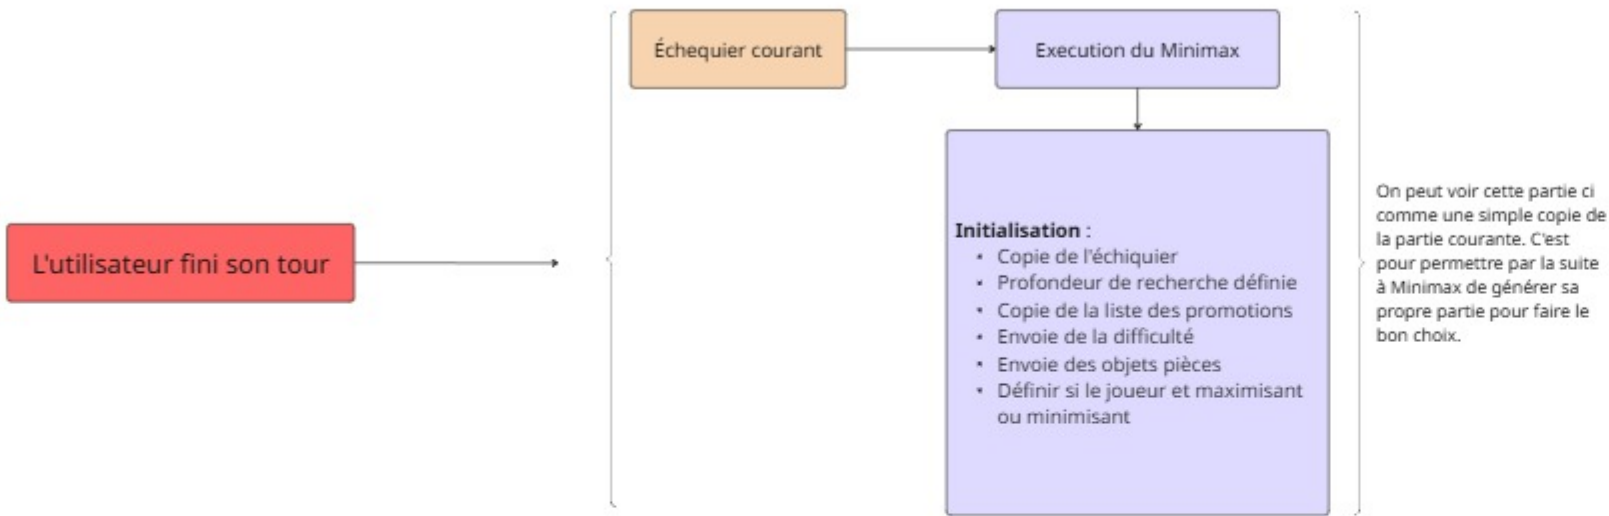 Échequier courant
Execution du Minimax
L'utilisateur fini son tour
Initialisation :
• Copie de l'échiquier
• Profondeur de recherche définie
• Copie de la liste des promotions
• Envoie de la difficulté
• Envoie des objets pièces
• Définir si le joueur et maximisant
ou minimisant
On peut voir cette partie ci
comme une simple copie de
la partie courante. C'est
pour permettre par la suite
à Minimax de générer sa
propre partie pour faire le
bon choix.